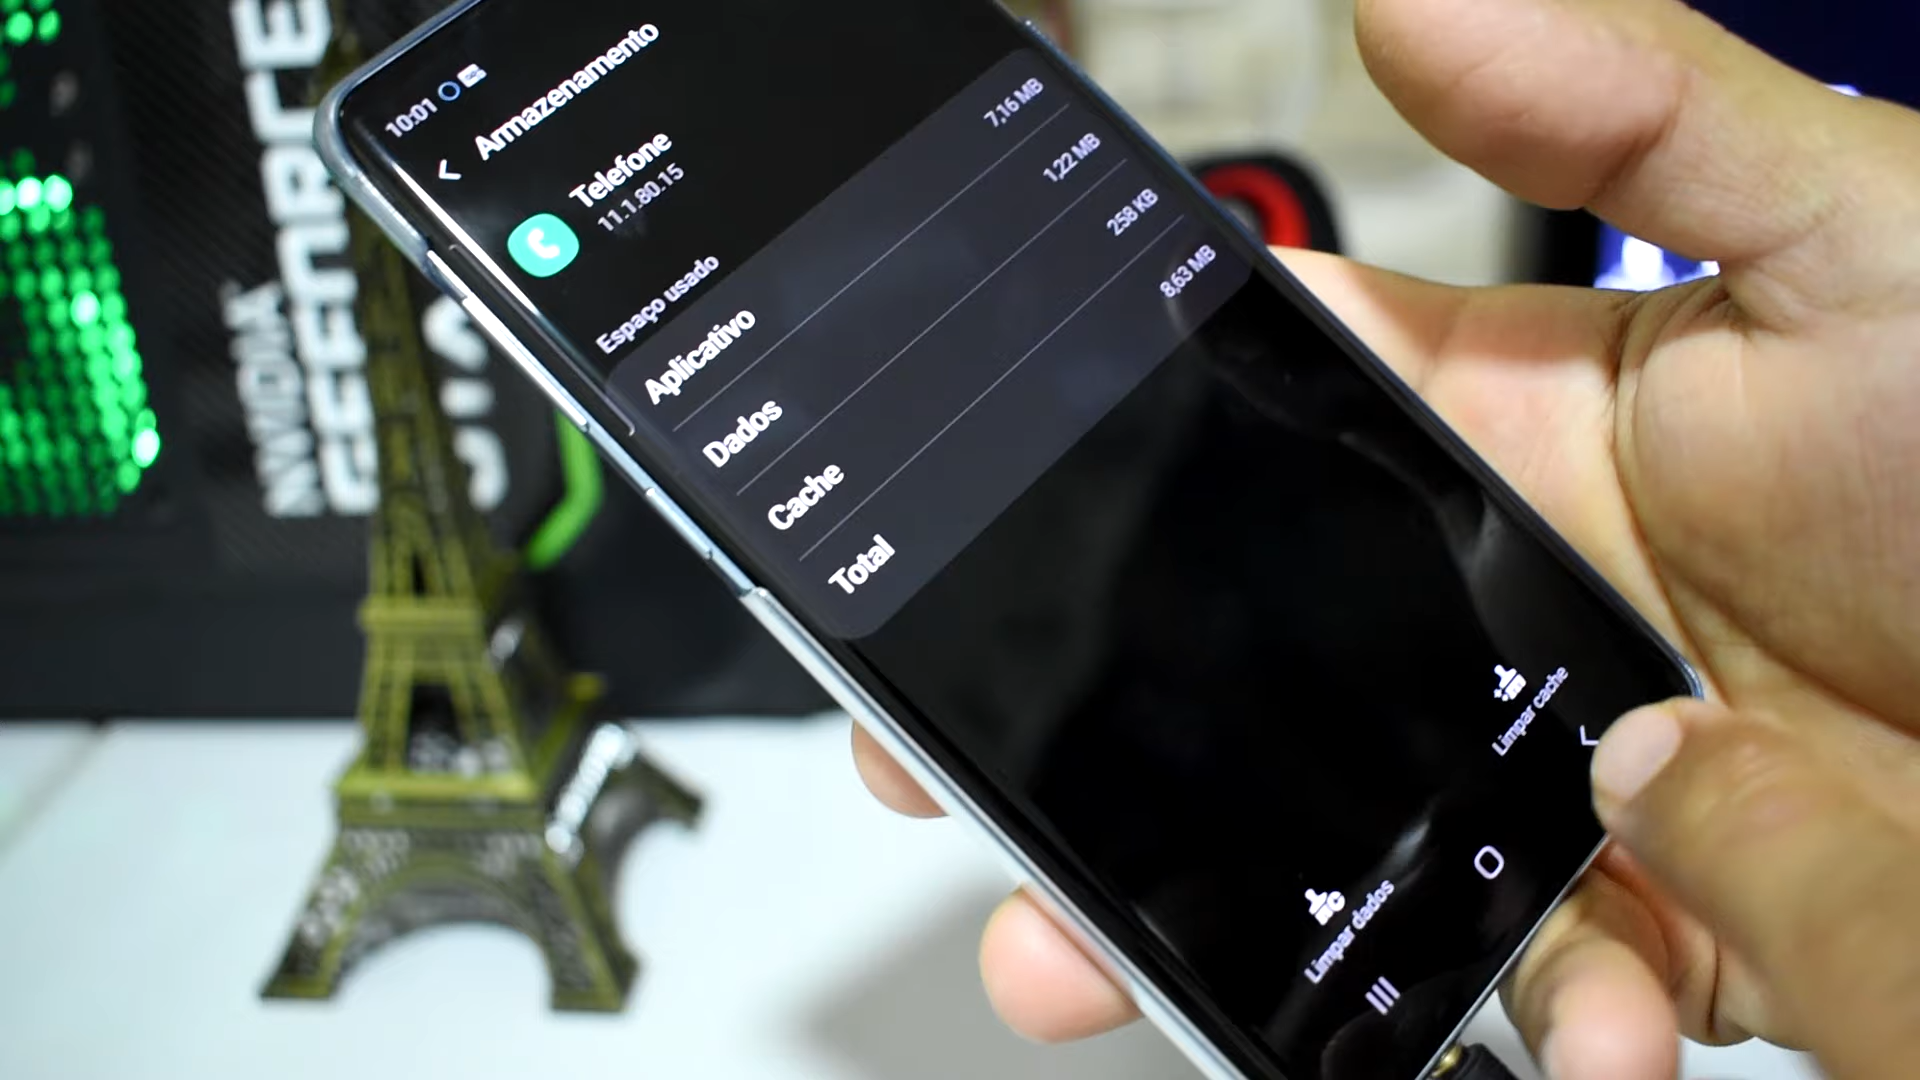 10:01
Armazenamento
Telefone
11.1.80.15
Espaço usado
Aplicativo 7,16 MB
Dados 1,22 MB
Cache 258 KB
Total 8,63 MB
Limpar dados
Limpar cache
NVIDIA